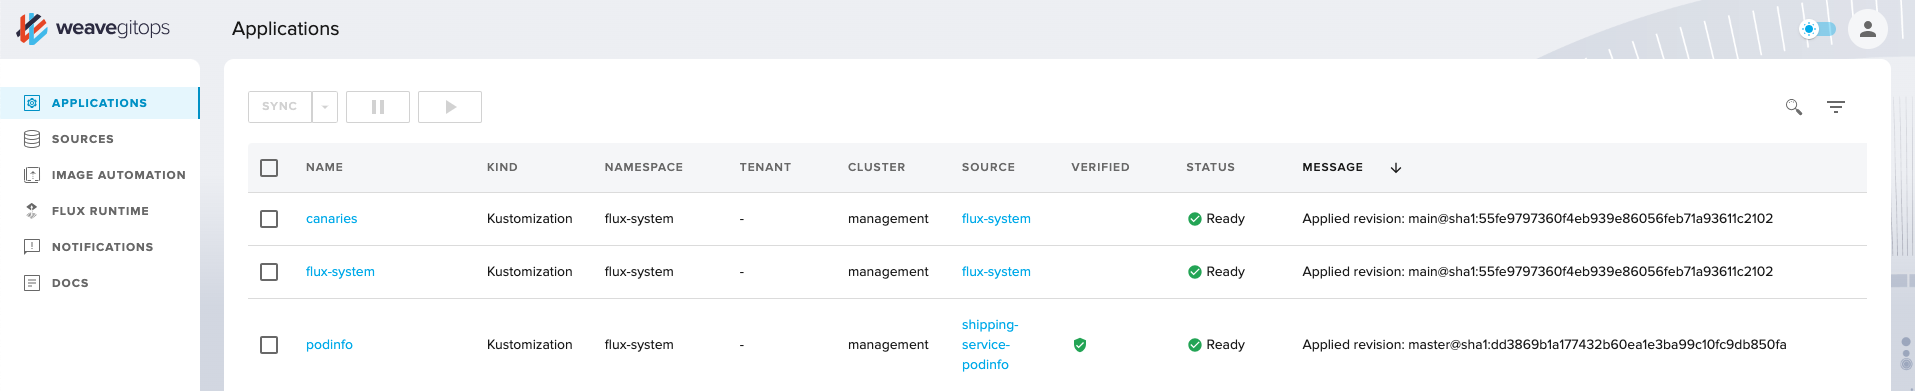 weavegitops
Applications
APPLICATIONS
SOURCES
IMAGE AUTOMATION
FLUX RUNTIME
NOTIFICATIONS
DOCS
SYNC
NAME KIND NAMESPACE TENANT CLUSTER SOURCE VERIFIED STATUS MESSAGE
canaries Kustomization flux-system - management flux-system Ready Applied revision: main@sha1:55fe9797360f4eb939e86056feb71a93611c2102
flux-system Kustomization flux-system - management flux-system Ready Applied revision: main@sha1:55fe9797360f4eb939e86056feb71a93611c2102
podinfo Kustomization flux-system - management shipping-
service-
podinfo Ready Applied revision: master@sha1:dd3869b1a177432b60ea1e3ba99c10fc9db850fa